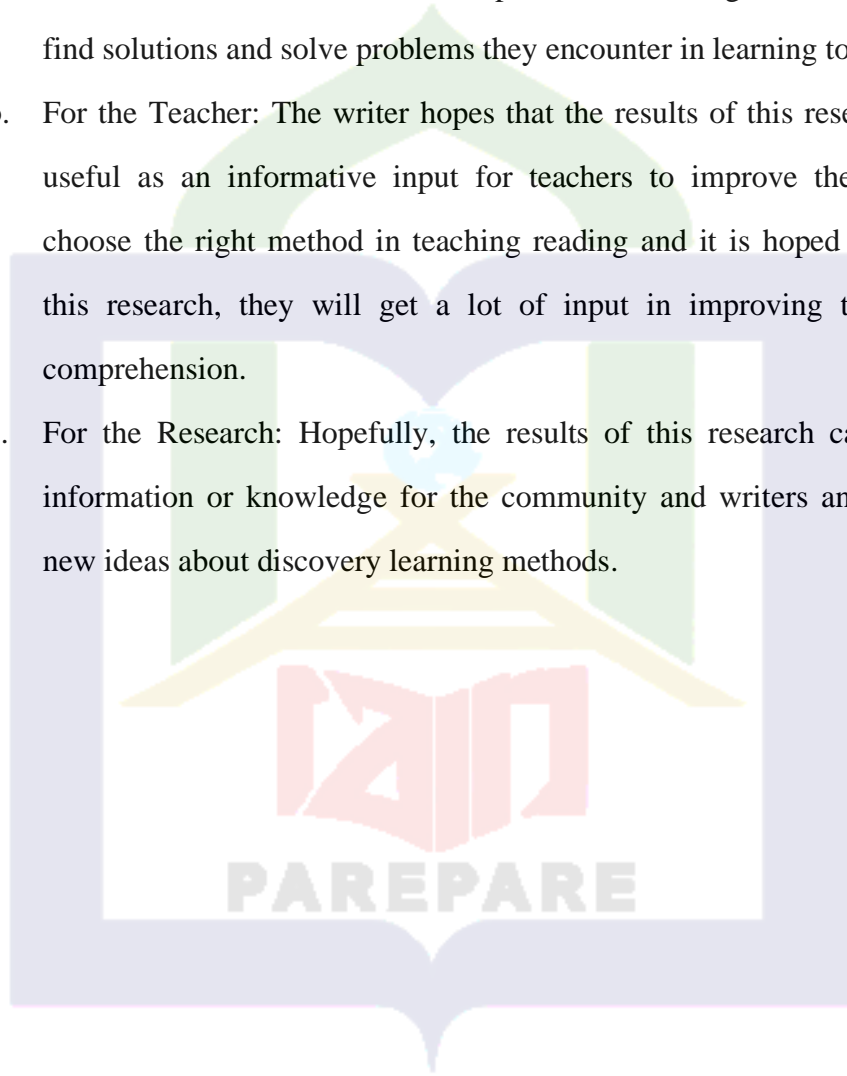 find solutions and solve problems they encounter in learning to
. For the Teacher: The writer hopes that the results of this
useful as an informative input for teachers to improve
choose the right method in teaching reading and it is hoped
this research, they will get a lot of input in improving
comprehension.
. For the Research: Hopefully, the results of this research
information or knowledge for the community and writers
new ideas about discovery learning methods.
iain
PAREPARE